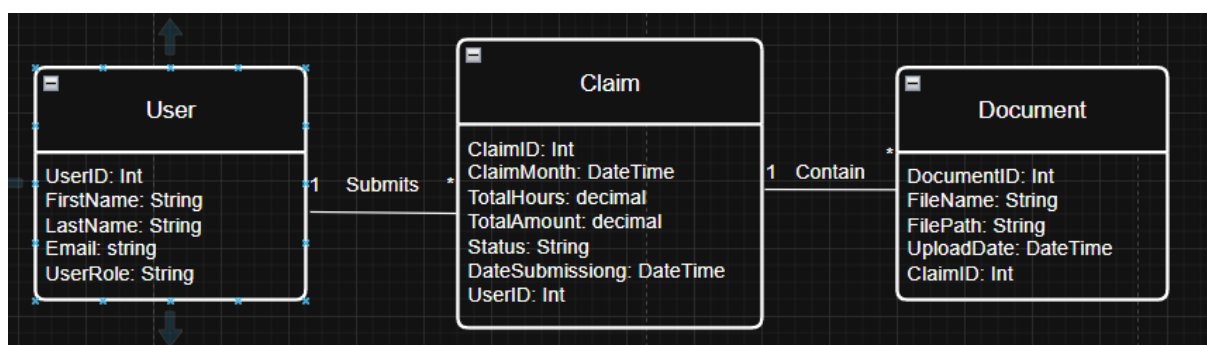 User
UserID: Int
FirstName: String
LastName: String
Email: string
UserRole: String
1 Submits *
Claim
ClaimID: Int
ClaimMonth: DateTime
TotalHours: decimal
TotalAmount: decimal
Status: String
DateSubmissiong: DateTime
UserID: Int
1 Contain *
Document
DocumentID: Int
FileName: String
FilePath: String
UploadDate: DateTime
ClaimID: Int